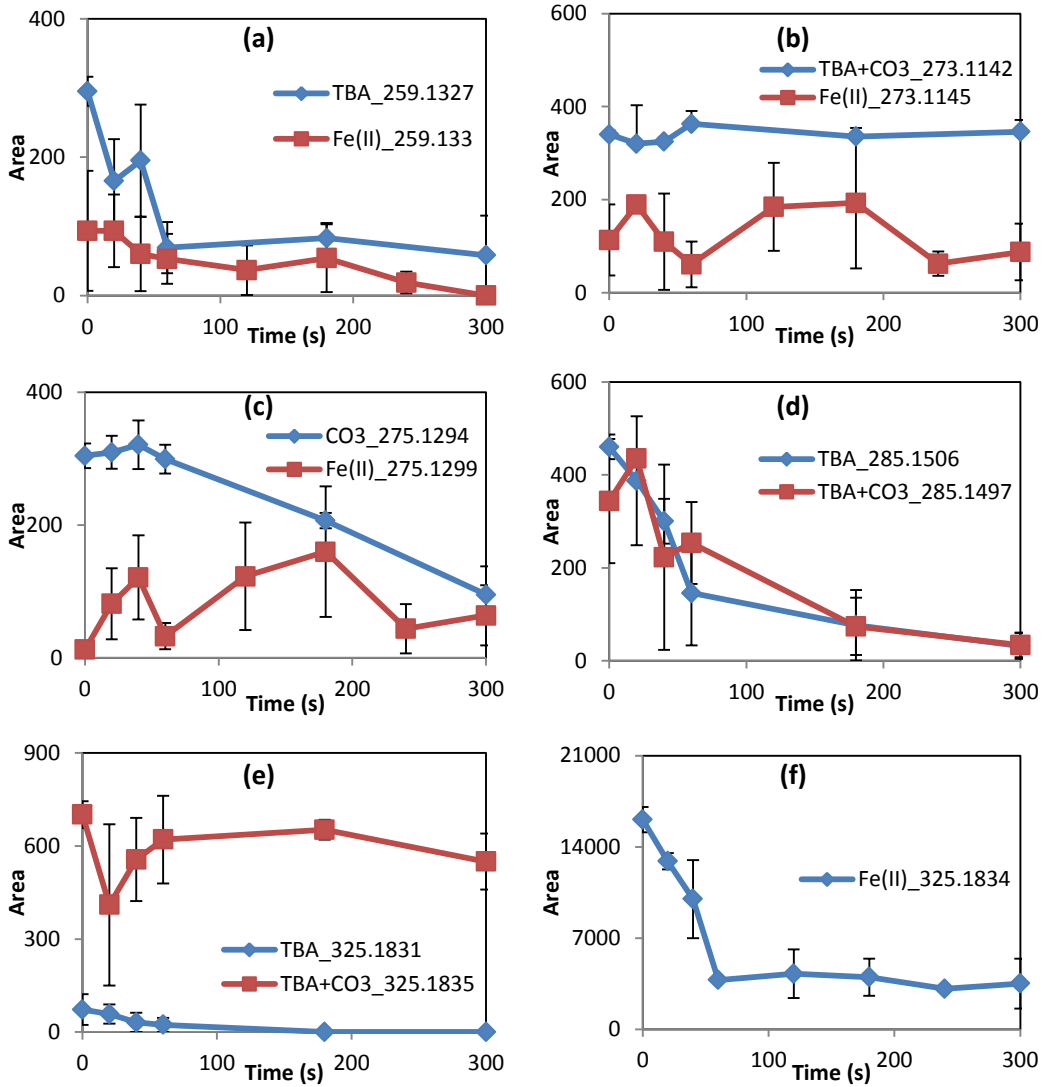 (a)
400
200
0
Area
TBA_259.1327
Fe(II)_259.133
0 100 200 300
Time (s)
(b)
600
400
200
0
Area
TBA+CO3_273.1142
Fe(II)_273.1145
0 100 200 300
Time (s)
(c)
400
200
0
Area
CO3_275.1294
Fe(II)_275.1299
0 100 200 300
Time (s)
(d)
600
400
200
0
Area
TBA_285.1506
TBA+CO3_285.1497
0 100 200 300
Time (s)
(e)
900
600
300
0
Area
TBA_325.1831
TBA+CO3_325.1835
0 100 200 300
Time (s)
(f)
21000
14000
7000
0
Area
Fe(II)_325.1834
0 100 200 300
Time (s)